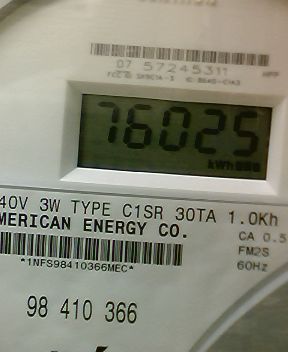 07 57245311
76025
kWh
40V 3W TYPE C1SR 30TA 1.0Kh
MERICAN ENERGY CO.
CA 0.5
FM2S
60Hz
*1NFS98410366MEC*
98 410 366